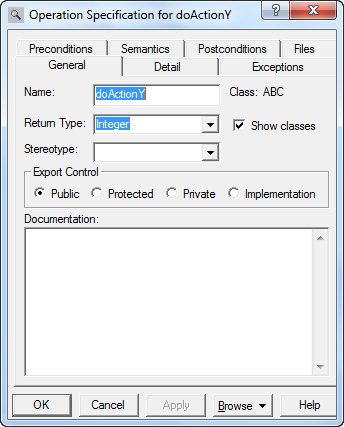 Operation Specification for doActionY
Preconditions Semantics Postconditions Files
General Detail Exceptions
Name: doActionY Class: ABC
Return Type: Integer Show classes
Stereotype:
Export Control
Public Protected Private Implementation
Documentation:
OK Cancel Apply Browse Help